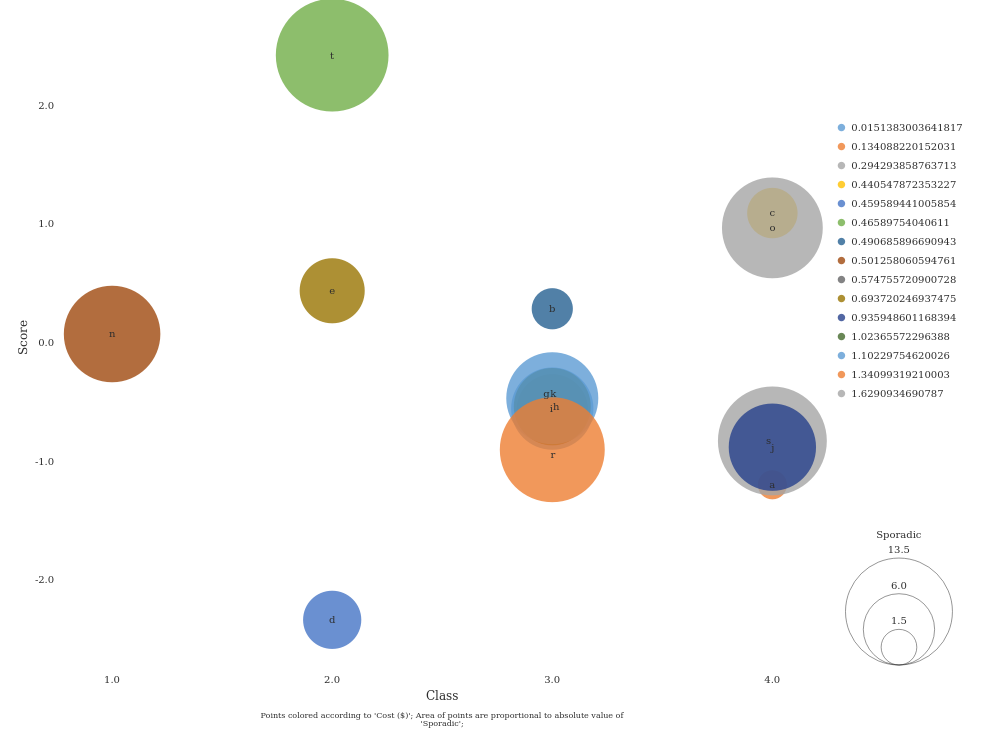 t
2.0
1.0
0.0
-1.0
-2.0
Score
c
o
e
b
n
gk
ih
r
s
j
a
d
0.0151383003641817
0.134088220152031
0.294293858763713
0.440547872353227
0.459589441005854
0.46589754040611
0.490685896690943
0.501258060594761
0.574755720900728
0.693720246937475
0.935948601168394
1.02365572296388
1.10229754620026
1.34099319210003
1.6290934690787
Sporadic
13.5
6.0
1.5
1.0
2.0
3.0
4.0
Class
Points colored according to 'Cost ($)'; Area of points are proportional to absolute value of
'Sporadic';